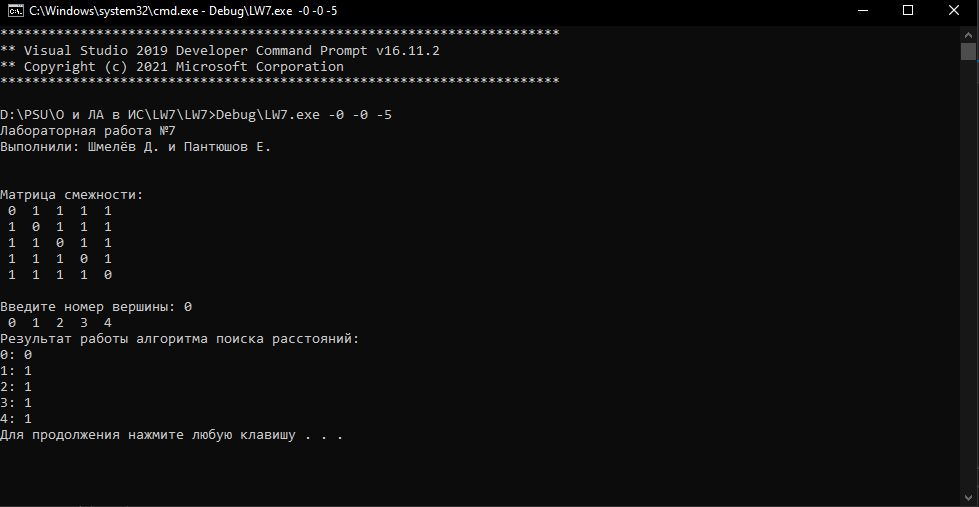 C:\Windows\system32\cmd.exe - Debug\LW7.exe -0 -0 -5
**********************************************************************
** Visual Studio 2019 Developer Command Prompt v16.11.2
** Copyright (c) 2021 Microsoft Corporation
**********************************************************************
D:\PSU\О и ЛА в ИС\LW7\LW7>Debug\LW7.exe -0 -0 -5
Лабораторная работа №7
Выполнили: Шмелёв Д. и Пантюшов Е.
Матрица смежности:
0 1 1 1 1
1 0 1 1 1
1 1 0 1 1
1 1 1 0 1
1 1 1 1 0
Введите номер вершины: 0
0 1 2 3 4
Результат работы алгоритма поиска расстояний:
0: 0
1: 1
2: 1
3: 1
4: 1
Для продолжения нажмите любую клавишу . . .